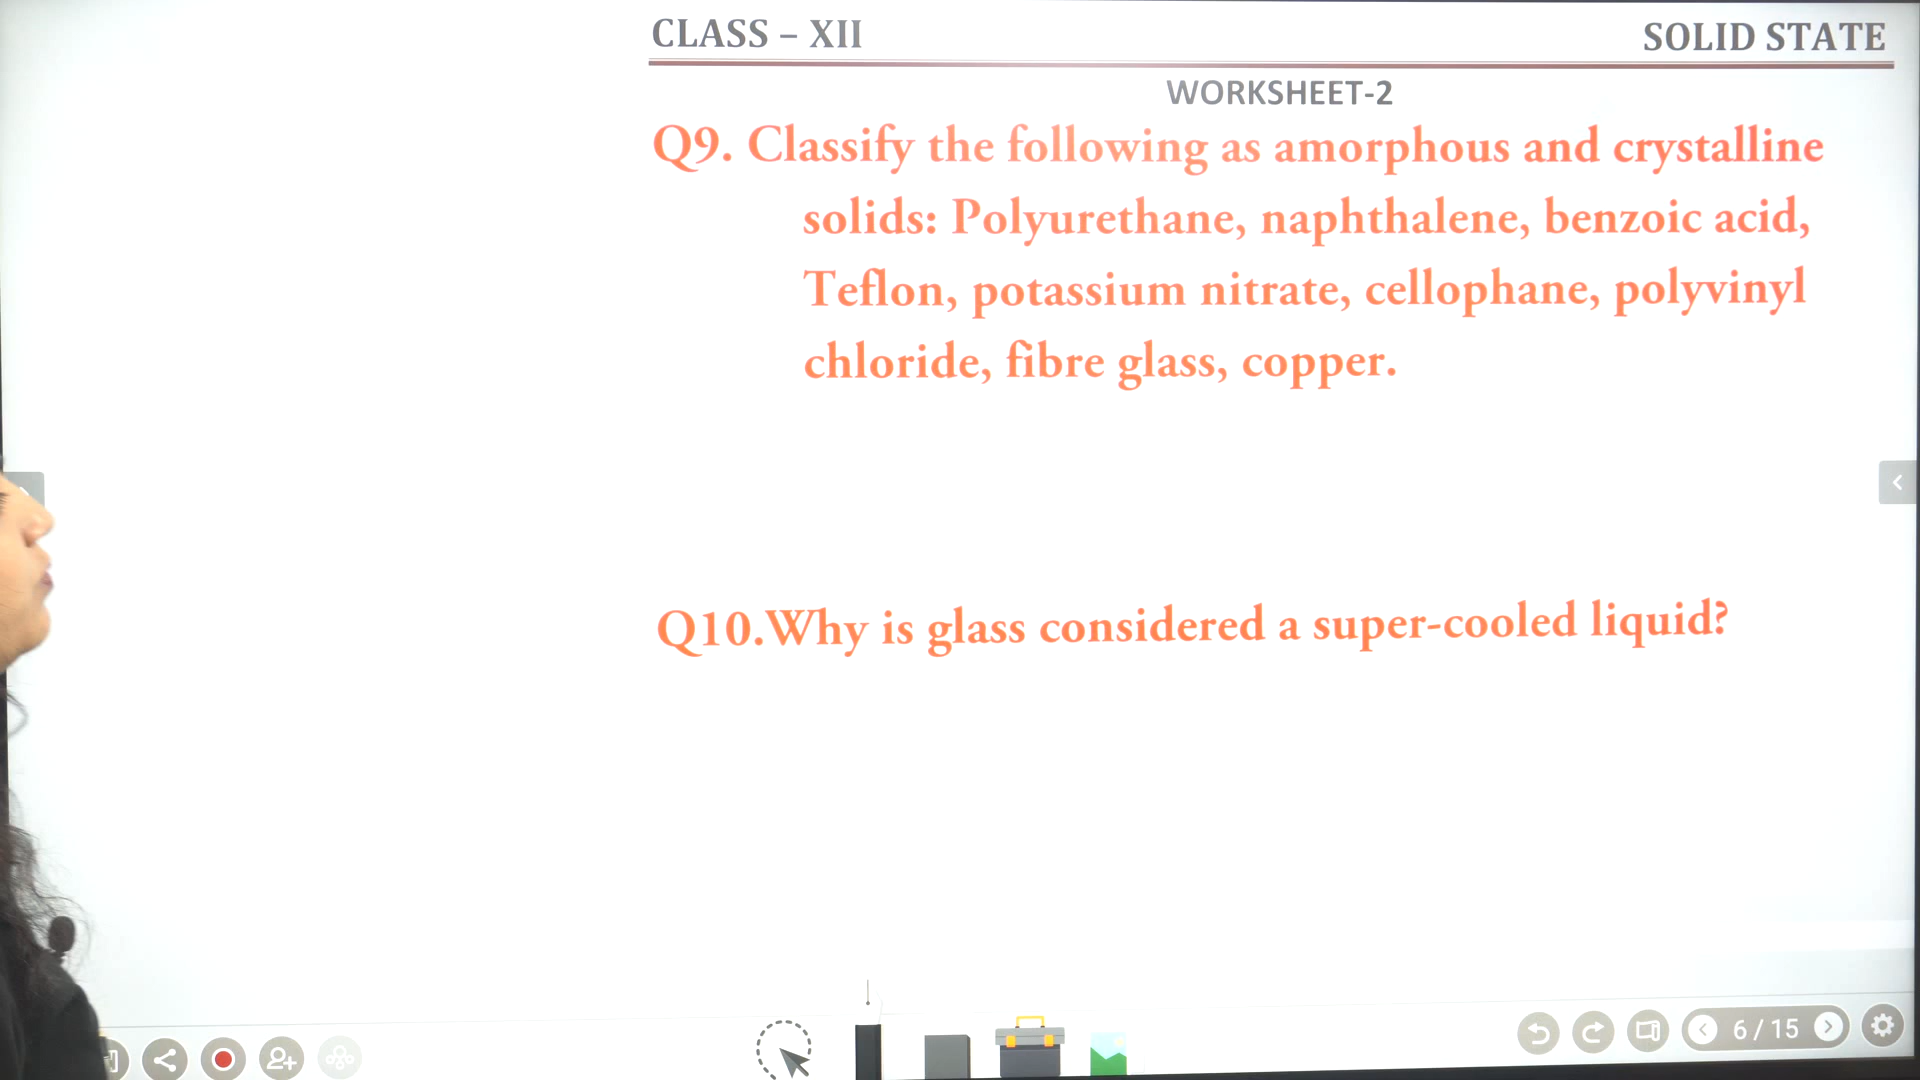 CLASS – XII SOLID STATE
WORKSHEET-2
Q9. Classify the following as amorphous and crystalline
solids: Polyurethane, naphthalene, benzoic acid,
Teflon, potassium nitrate, cellophane, polyvinyl
chloride, fibre glass, copper.
Q10.Why is glass considered a super-cooled liquid?
6 / 15